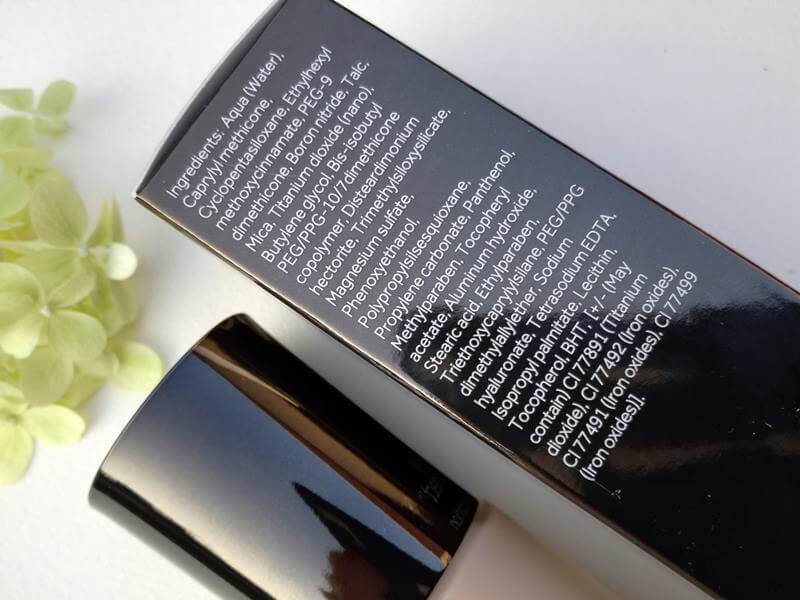 Ingredients: Aqua (Water),
Caprylyl methicone,
Cyclopentasiloxane, Ethylhexyl
methoxycinnamate, PEG-9
dimethicone, Boron nitride, Talc,
Mica, Titanium dioxide (nano),
Butylene glycol, Bis-isobutyl
PEG/PPG-10/7dimethicone
copolymer, Disteardimonium
hectorite, Trimethylsiloxysilicate,
Magnesium sulfate,
Phenoxyethanol,
Polypropylsilsesquioxane,
Propylene carbonate, Panthenol,
Methylparaben, Tocopheryl
acetate, Aluminum hydroxide,
Stearic acid, Ethylparaben,
Triethoxycaprylylsilane, PEG/PPG
dimethylallylether, Sodium
hyaluronate, Tetrasodium EDTA,
Isopropyl palmitate, Lecithin,
Tocopherol, BHT, [+/- (May
contain) CI 77891 (Titanium
dioxide), CI 77492 (Iron oxides),
CI 77491 (Iron oxides), CI 77499
(Iron oxides)].